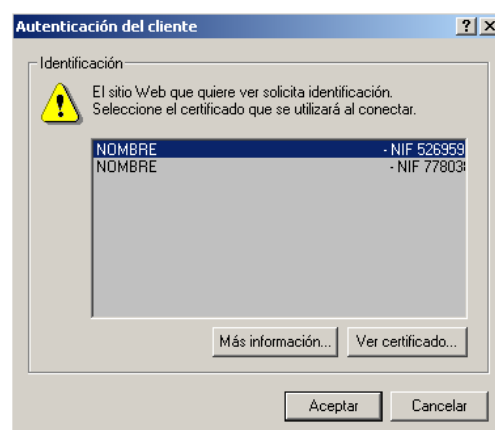 Autenticación del cliente
Identificación
El sitio Web que quiere ver solicita identificación.
Seleccione el certificado que se utilizará al conectar.
NOMBRE - NIF 526959
NOMBRE - NIF 77803
Más información... Ver certificado...
Aceptar Cancelar